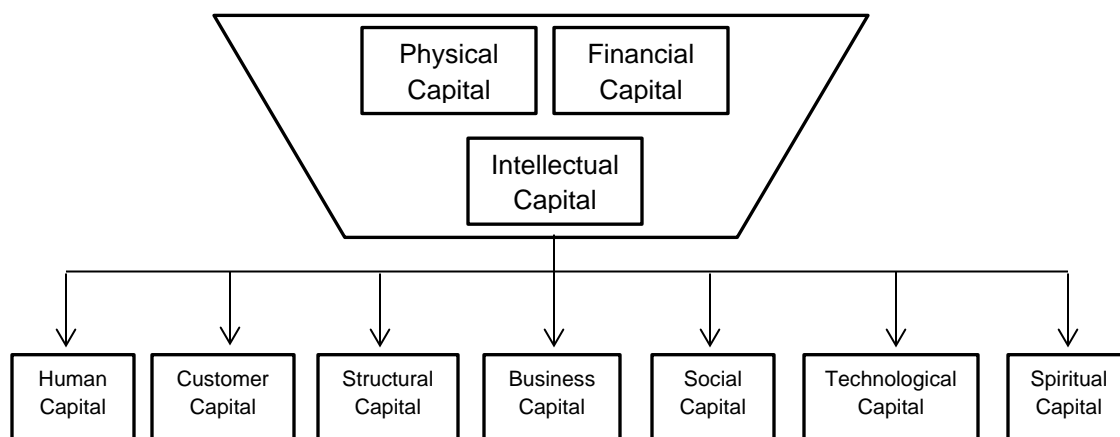 Physical
Capital
Financial
Capital
Intellectual
Capital
Human
Capital
Customer
Capital
Structural
Capital
Business
Capital
Social
Capital
Technological
Capital
Spiritual
Capital